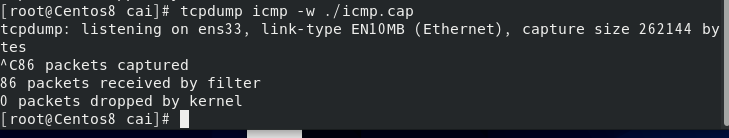 [root@Centos8 cai]# tcpdump icmp -w ./icmp.cap
tcpdump: listening on ens33, link-type EN10MB (Ethernet), capture size 262144 by
tes
^C86 packets captured
86 packets received by filter
0 packets dropped by kernel
[root@Centos8 cai]#